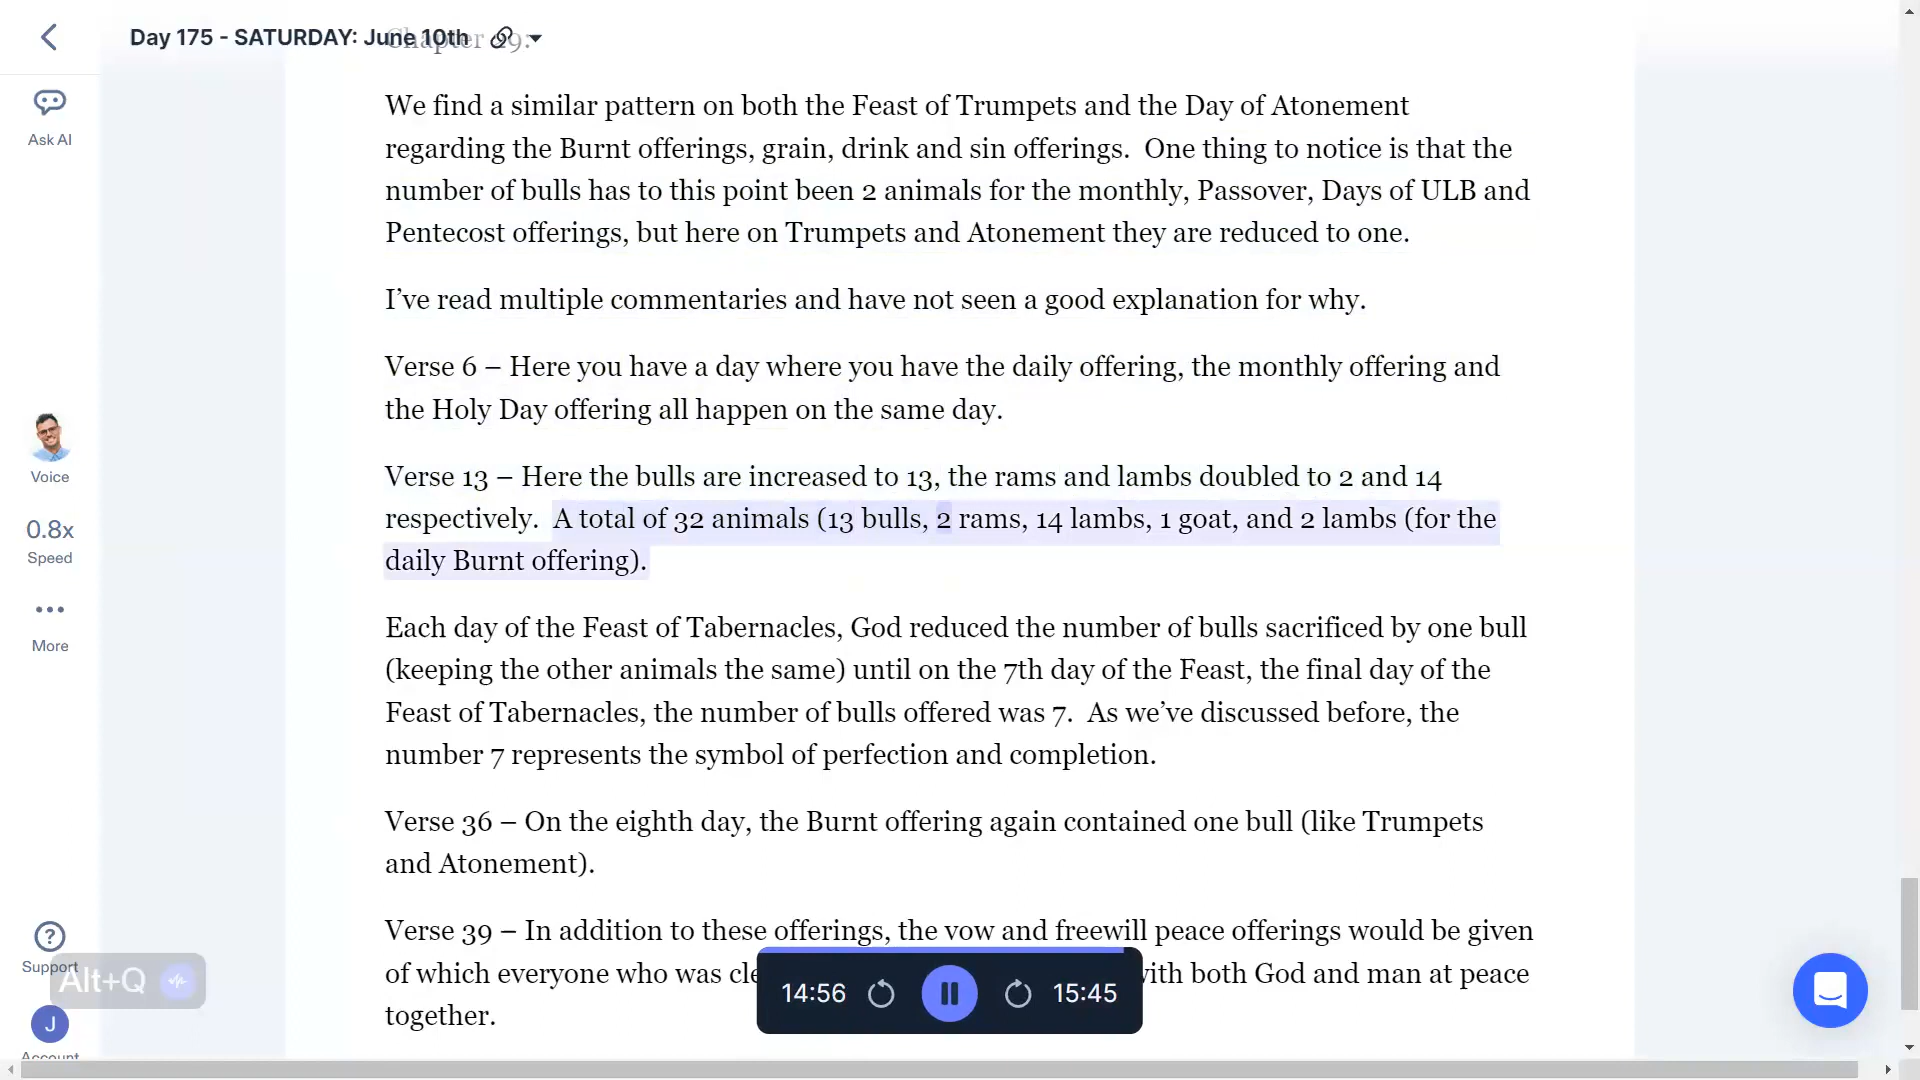 Day 175 - SATURDAY: June 10th
Chapter 29:
Ask AI
We find a similar pattern on both the Feast of Trumpets and the Day of Atonement
regarding the Burnt offerings, grain, drink and sin offerings.  One thing to notice is that the
number of bulls has to this point been 2 animals for the monthly, Passover, Days of ULB and
Pentecost offerings, but here on Trumpets and Atonement they are reduced to one.
I’ve read multiple commentaries and have not seen a good explanation for why.
Verse 6 – Here you have a day where you have the daily offering, the monthly offering and
the Holy Day offering all happen on the same day.
Voice
Verse 13 – Here the bulls are increased to 13, the rams and lambs doubled to 2 and 14
respectively.  A total of 32 animals (13 bulls, 2 rams, 14 lambs, 1 goat, and 2 lambs (for the
daily Burnt offering).
0.8x
Speed
More
Each day of the Feast of Tabernacles, God reduced the number of bulls sacrificed by one bull
(keeping the other animals the same) until on the 7th day of the Feast, the final day of the
Feast of Tabernacles, the number of bulls offered was 7.  As we’ve discussed before, the
number 7 represents the symbol of perfection and completion.
Verse 36 – On the eighth day, the Burnt offering again contained one bull (like Trumpets
and Atonement).
Verse 39 – In addition to these offerings, the vow and freewill peace offerings would be given
of which everyone who was cle with both God and man at peace
together.
Support
Alt+Q
14:56
15:45
J
Account